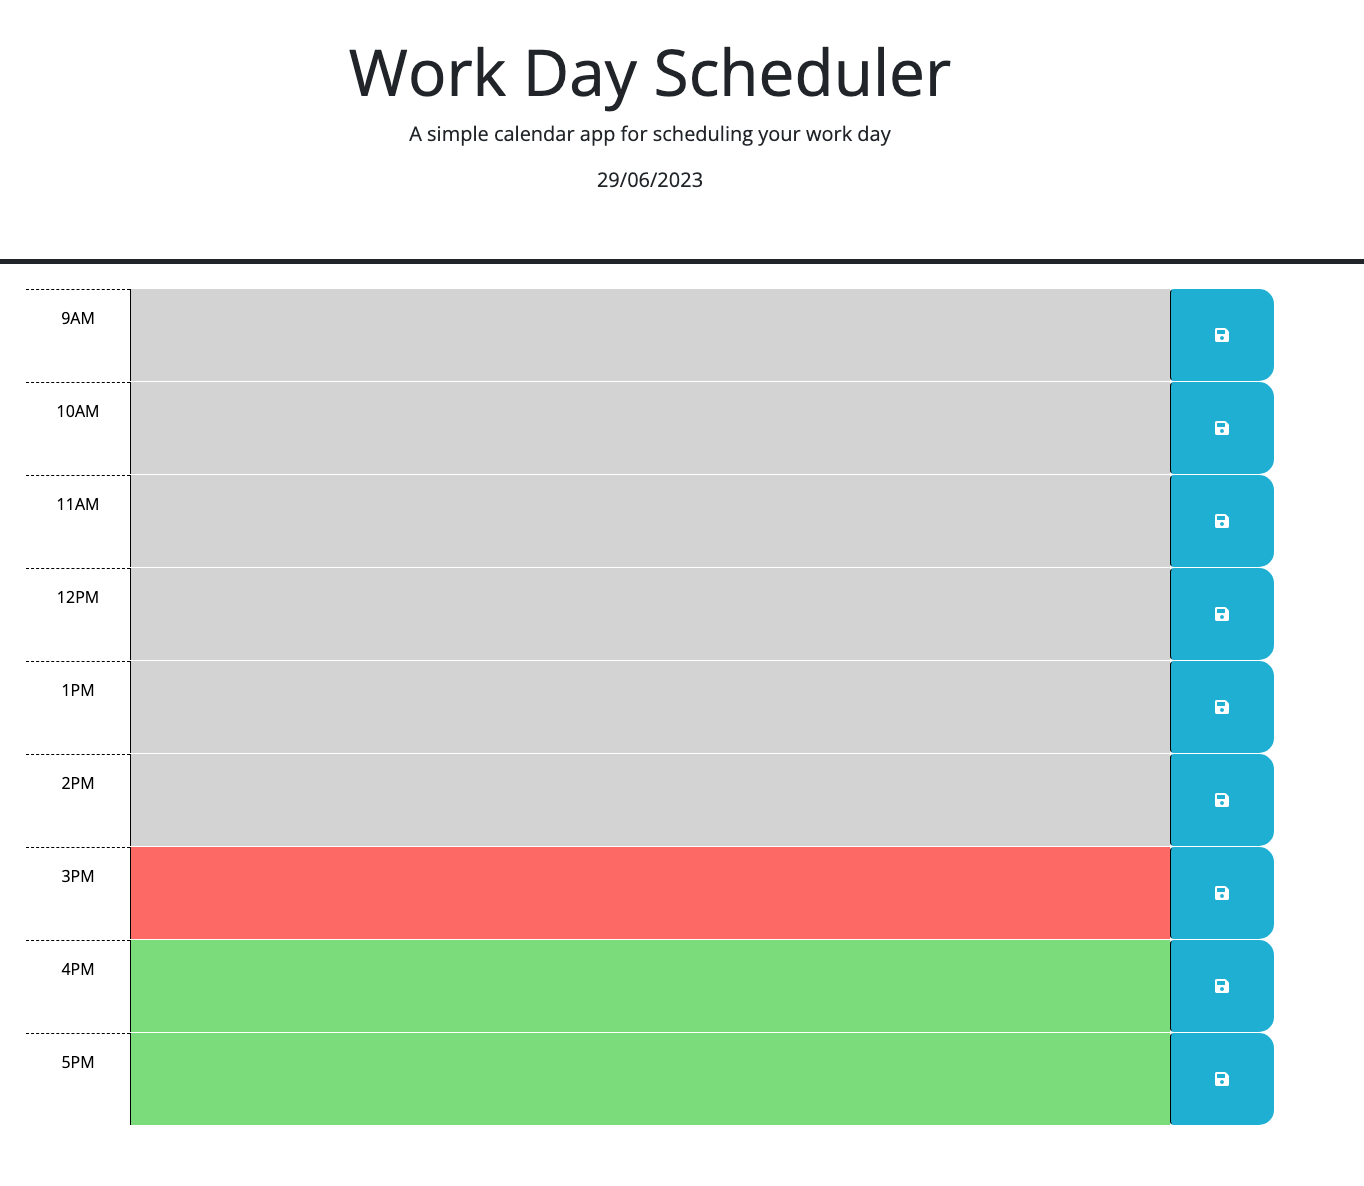 Work Day Scheduler
A simple calendar app for scheduling your work day
29/06/2023
9AM
10AM
11AM
12PM
1PM
2PM
3PM
4PM
5PM